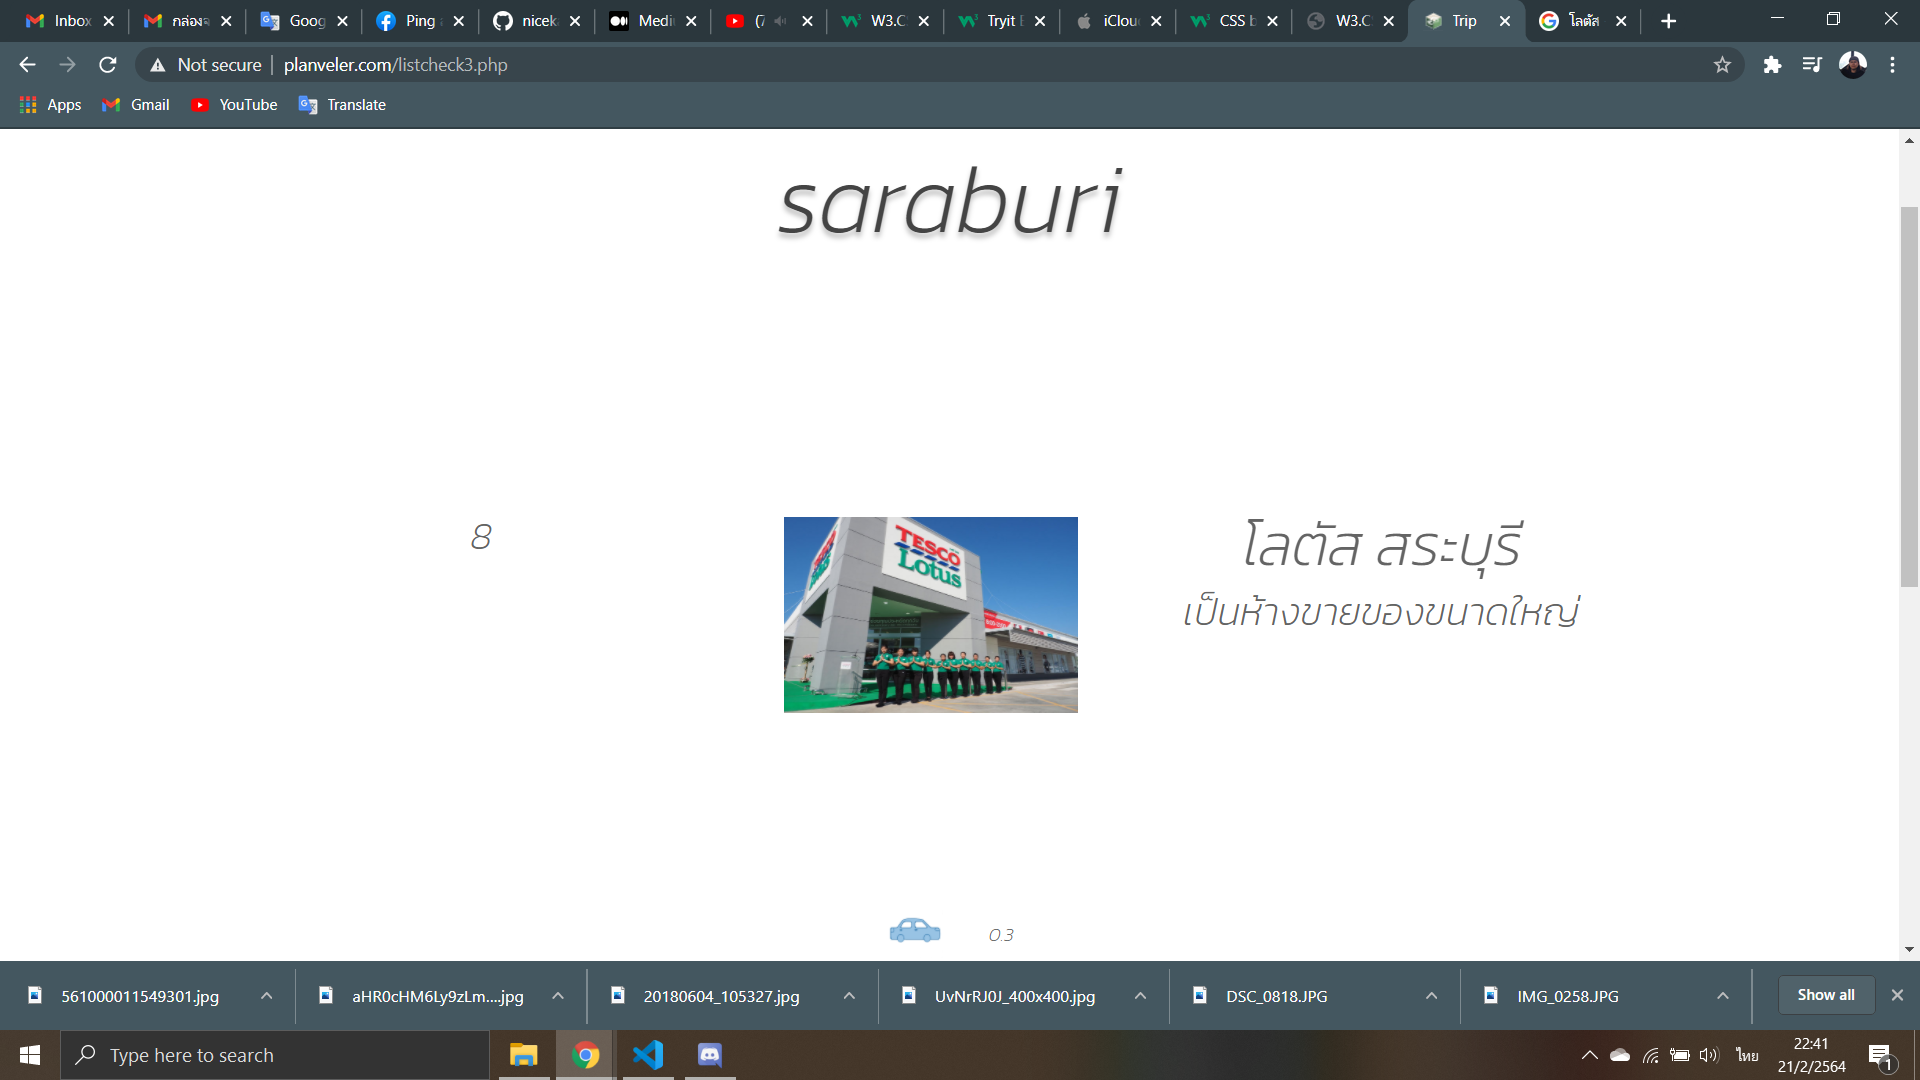 Inbox
กล่องจ
Goog
Ping a
nicek
Mediu
(7
W3.C
Tryit E
iClou
CSS b
W3.C
Trip
โลตัส
Not secure
planveler.com/listcheck3.php
Apps
Gmail
YouTube
Translate
saraburi
8
TESCO
Lotus
โลตัส สระบุรี
เป็นห้างขายของขนาดใหญ่
0.3
561000011549301.jpg
aHR0cHM6Ly9zLm....jpg
20180604_105327.jpg
UvNrRJ0J_400x400.jpg
DSC_0818.JPG
IMG_0258.JPG
Show all
Type here to search
ไทย
22:41
21/2/2564
1